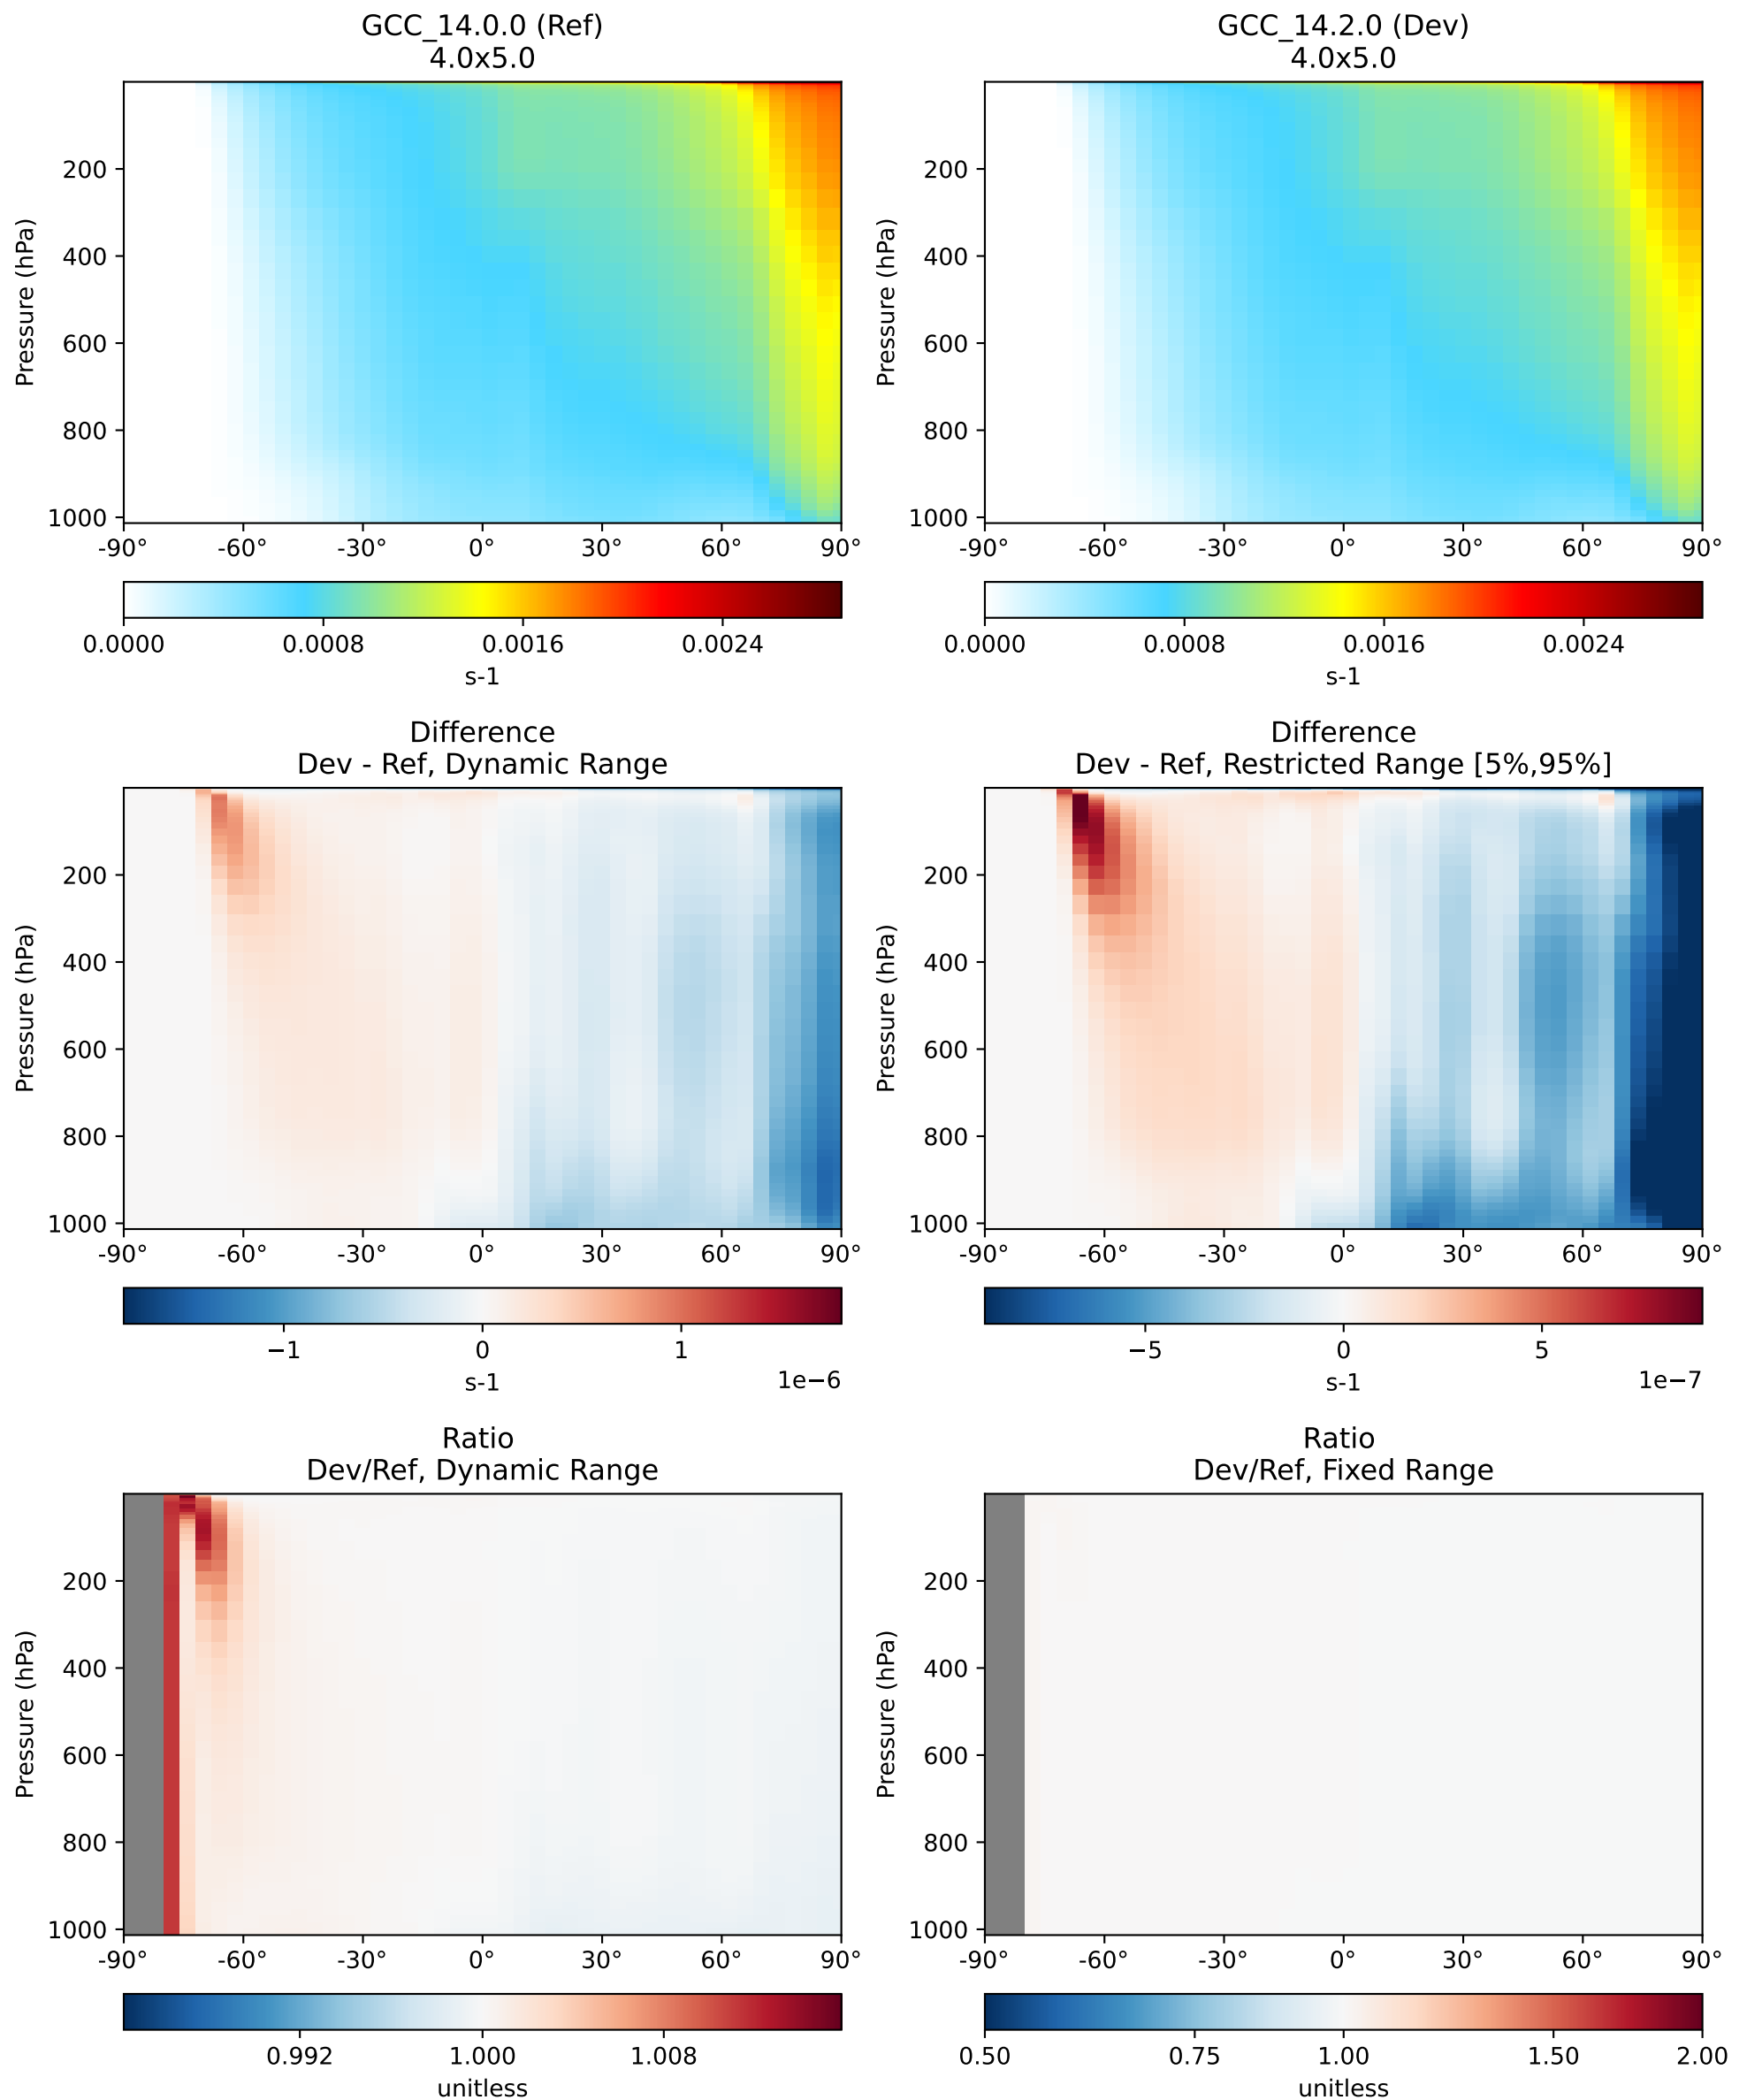 GCC_14.0.0 (Ref)
4.0x5.0
GCC_14.2.0 (Dev)
4.0x5.0
Pressure (hPa)
200
400
600
800
1000
-90° -60° -30° 0° 30° 60° 90°
0.0000 0.0008 0.0016 0.0024
s-1
Pressure (hPa)
200
400
600
800
1000
-90° -60° -30° 0° 30° 60° 90°
0.0000 0.0008 0.0016 0.0024
s-1
Difference
Dev - Ref, Dynamic Range
Difference
Dev - Ref, Restricted Range [5%,95%]
Pressure (hPa)
200
400
600
800
1000
-90° -60° -30° 0° 30° 60° 90°
−1 0 1
s-1
1e−6
Pressure (hPa)
200
400
600
800
1000
-90° -60° -30° 0° 30° 60° 90°
−5 0 5
s-1
1e−7
Ratio
Dev/Ref, Dynamic Range
Ratio
Dev/Ref, Fixed Range
Pressure (hPa)
200
400
600
800
1000
-90° -60° -30° 0° 30° 60° 90°
0.992 1.000 1.008
unitless
Pressure (hPa)
200
400
600
800
1000
-90° -60° -30° 0° 30° 60° 90°
0.50 0.75 1.00 1.50 2.00
unitless